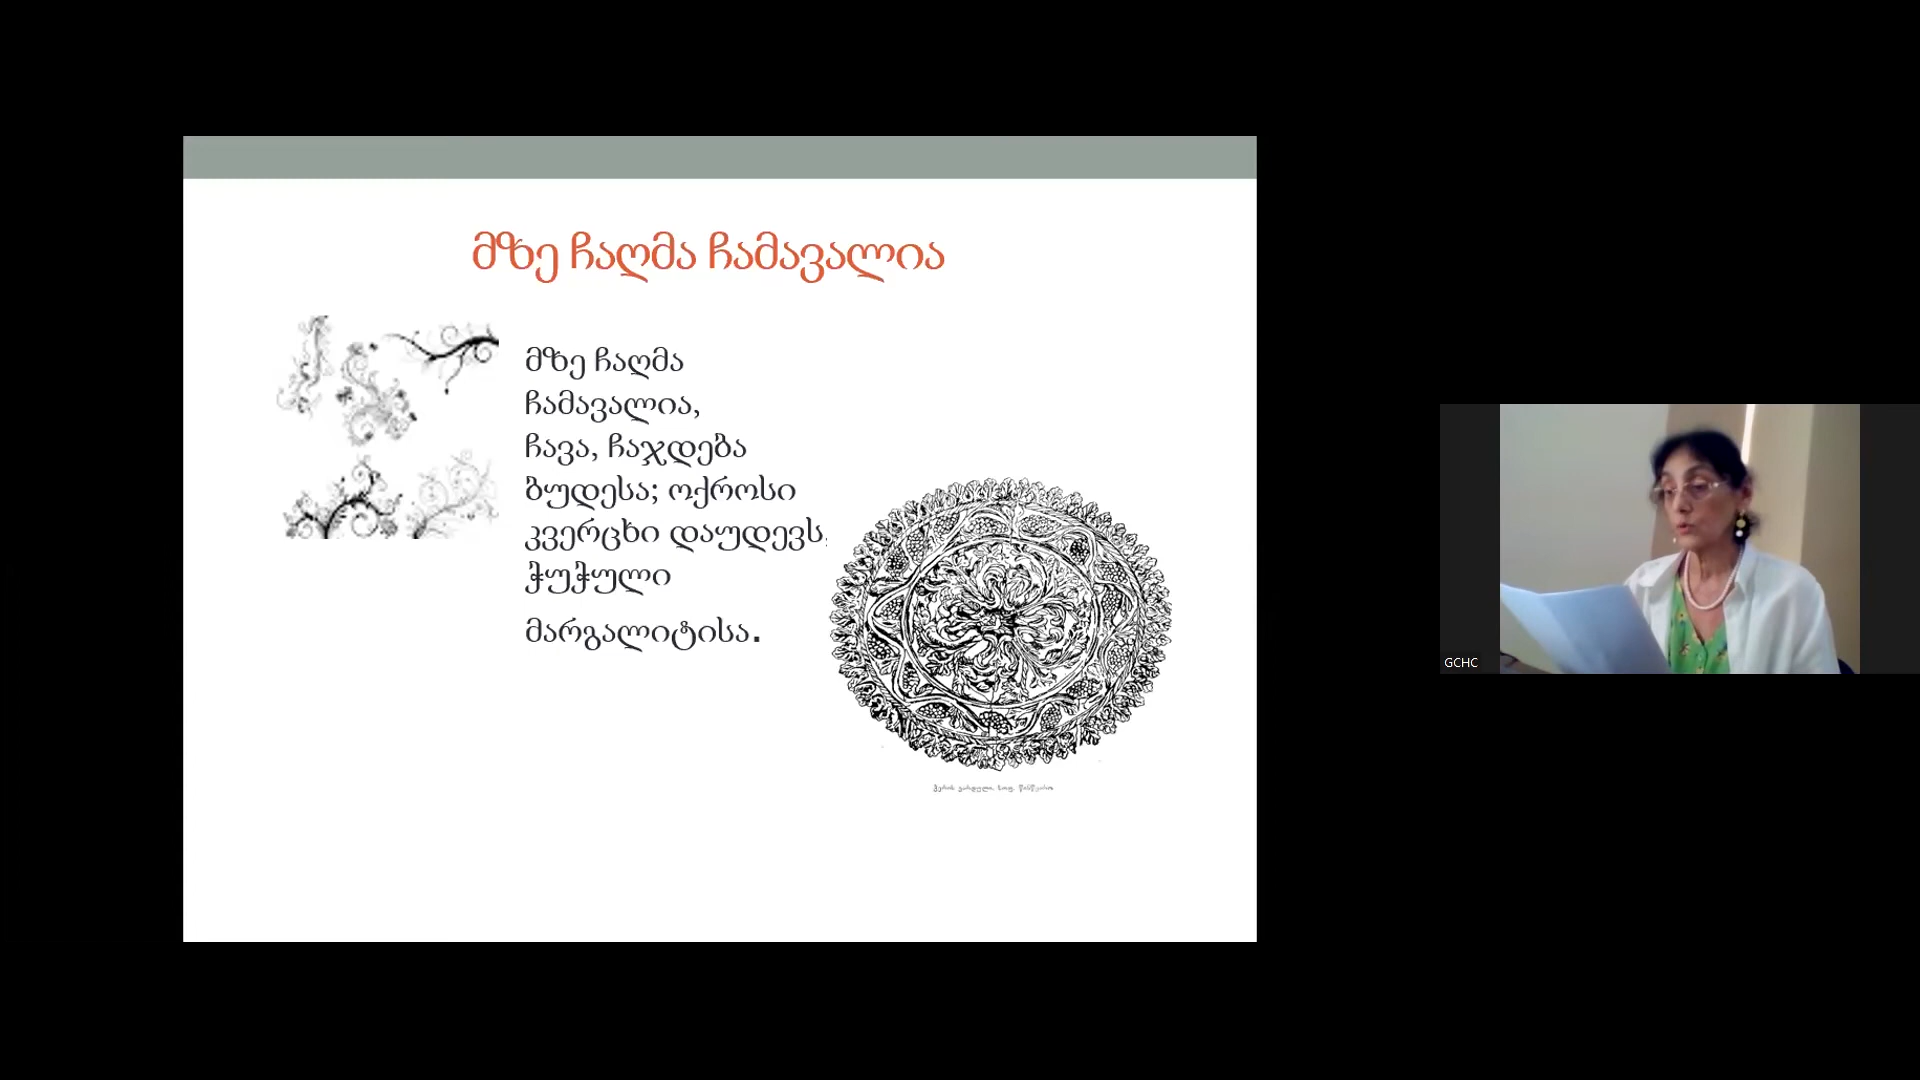 მზე ჩაღმა ჩამავალია
მზე ჩაღმა
ჩამავალია,
ჩავა, ჩაჯდება
ბუდესა; ოქროსი
კვერცხი დაუდევს,
ჭუჭული
მარგალიტისა.
GCHC